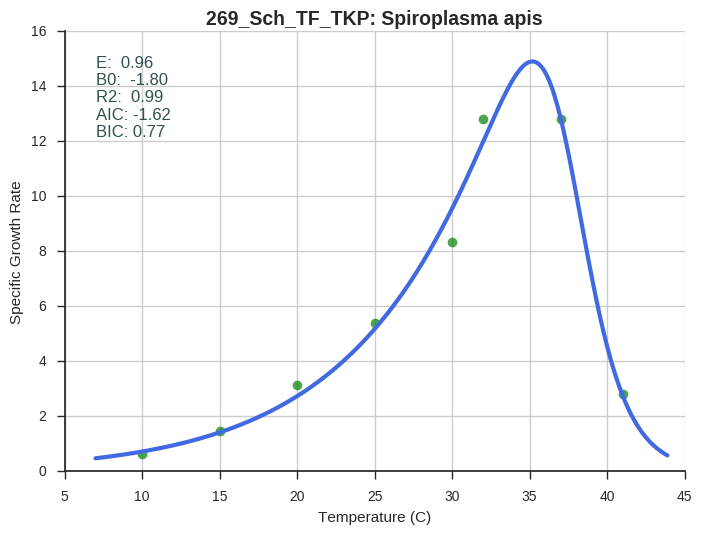 269_Sch_TF_TKP: Spiroplasma apis
16
14
12
10
8
6
4
2
0
E: 0.96
B0: -1.80
R2: 0.99
AIC: -1.62
BIC: 0.77
Specific Growth Rate
5 10 15 20 25 30 35 40 45
Temperature (C)